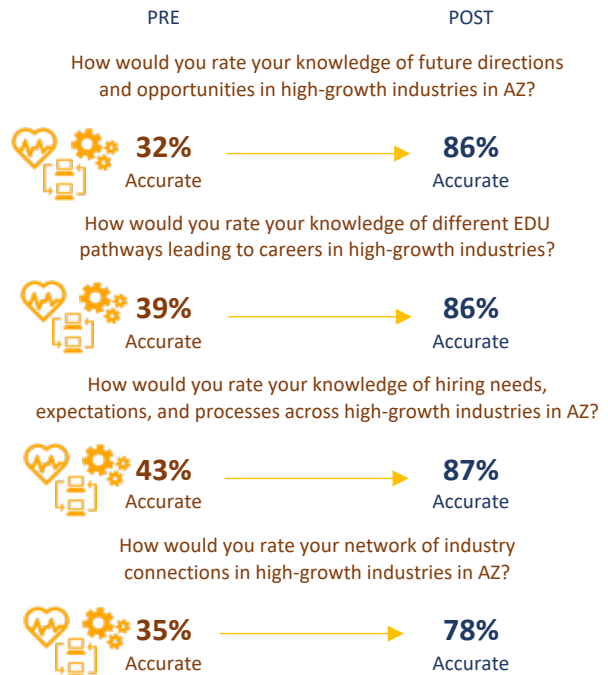 PRE POST
How would you rate your knowledge of future directions
and opportunities in high-growth industries in AZ?
32% 86%
Accurate Accurate
How would you rate your knowledge of different EDU
pathways leading to careers in high-growth industries?
39% 86%
Accurate Accurate
How would you rate your knowledge of hiring needs,
expectations, and processes across high-growth industries in AZ?
43% 87%
Accurate Accurate
How would you rate your network of industry
connections in high-growth industries in AZ?
35% 78%
Accurate Accurate